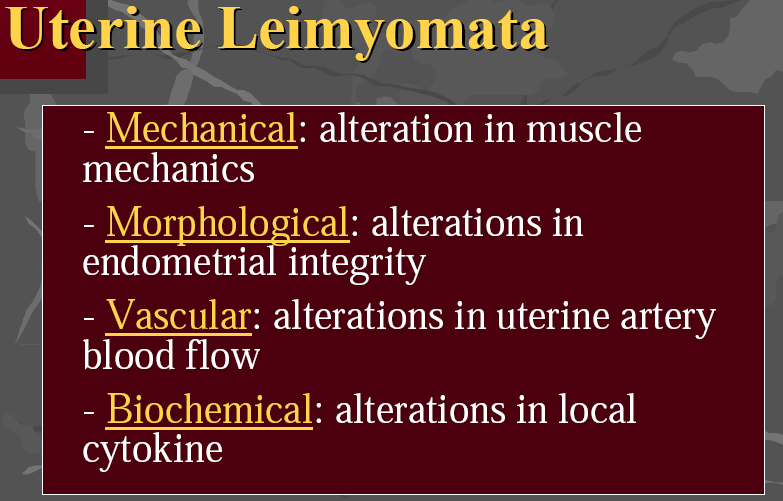 Uterine Leimyomata
- Mechanical: alteration in muscle
mechanics
- Morphological: alterations in
endometrial integrity
- Vascular: alterations in uterine artery
blood flow
- Biochemical: alterations in local
cytokine